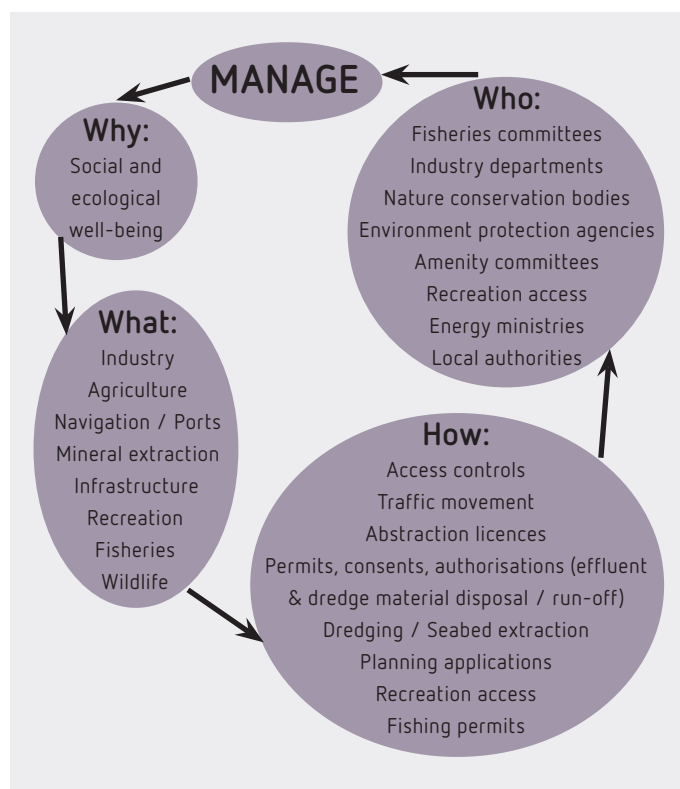 MANAGE
Why:
Social and
ecological
well-being
What:
Industry
Agriculture
Navigation / Ports
Mineral extraction
Infrastructure
Recreation
Fisheries
Wildlife
How:
Access controls
Traffic movement
Abstraction licences
Permits, consents, authorisations (effluent
& dredge material disposal / run-off)
Dredging / Seabed extraction
Planning applications
Recreation access
Fishing permits
Who:
Fisheries committees
Industry departments
Nature conservation bodies
Environment protection agencies
Amenity committees
Recreation access
Energy ministries
Local authorities